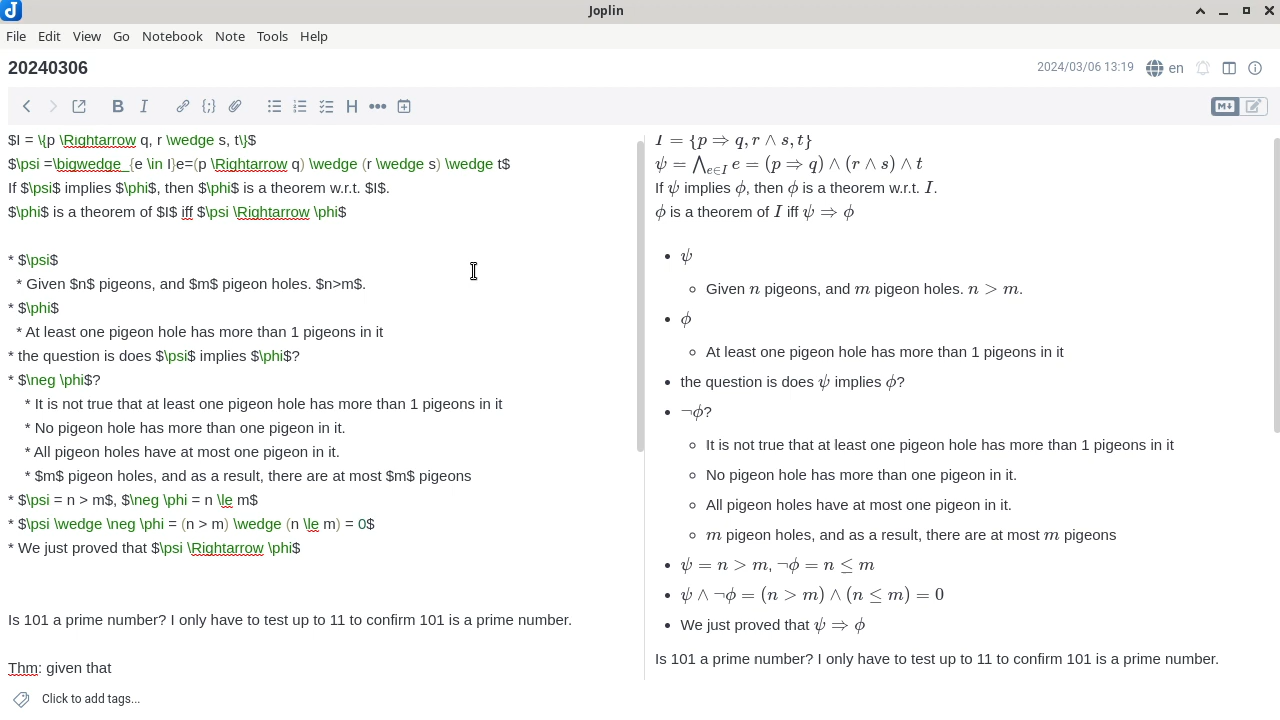 Joplin
File Edit View Go Notebook Note Tools Help
20240306
2024/03/06 13:19 en
$I = \{p \Rightarrow q, r \wedge s, t\}$
$\psi =\bigwedge_{e \in I}e=(p \Rightarrow q) \wedge (r \wedge s) \wedge t$
If $\psi$ implies $\phi$, then $\phi$ is a theorem w.r.t. $I$.
$\phi$ is a theorem of $I$ iff $\psi \Rightarrow \phi$
* $\psi$
* Given $n$ pigeons, and $m$ pigeon holes. $n>m$.
* $\phi$
* At least one pigeon hole has more than 1 pigeons in it
* the question is does $\psi$ implies $\phi$?
* $\neg \phi$?
* It is not true that at least one pigeon hole has more than 1 pigeons in it
* No pigeon hole has more than one pigeon in it.
* All pigeon holes have at most one pigeon in it.
* $m$ pigeon holes, and as a result, there are at most $m$ pigeons
* $\psi = n > m$, $\neg \phi = n \le m$
* $\psi \wedge \neg \phi = (n > m) \wedge (n \le m) = 0$
* We just proved that $\psi \Rightarrow \phi$
Is 101 a prime number? I only have to test up to 11 to confirm 101 is a prime number.
Thm: given that
I = {p ⇒ q, r ∧ s, t}
ψ = ⋀e∈I e = (p ⇒ q) ∧ (r ∧ s) ∧ t
If ψ implies ϕ, then ϕ is a theorem w.r.t. I.
ϕ is a theorem of I iff ψ ⇒ ϕ
• ψ
◦ Given n pigeons, and m pigeon holes. n > m.
• ϕ
◦ At least one pigeon hole has more than 1 pigeons in it
• the question is does ψ implies ϕ?
• ¬ϕ?
◦ It is not true that at least one pigeon hole has more than 1 pigeons in it
◦ No pigeon hole has more than one pigeon in it.
◦ All pigeon holes have at most one pigeon in it.
◦ m pigeon holes, and as a result, there are at most m pigeons
• ψ = n > m, ¬ϕ = n ≤ m
• ψ ∧ ¬ϕ = (n > m) ∧ (n ≤ m) = 0
• We just proved that ψ ⇒ ϕ
Is 101 a prime number? I only have to test up to 11 to confirm 101 is a prime number.
Click to add tags...